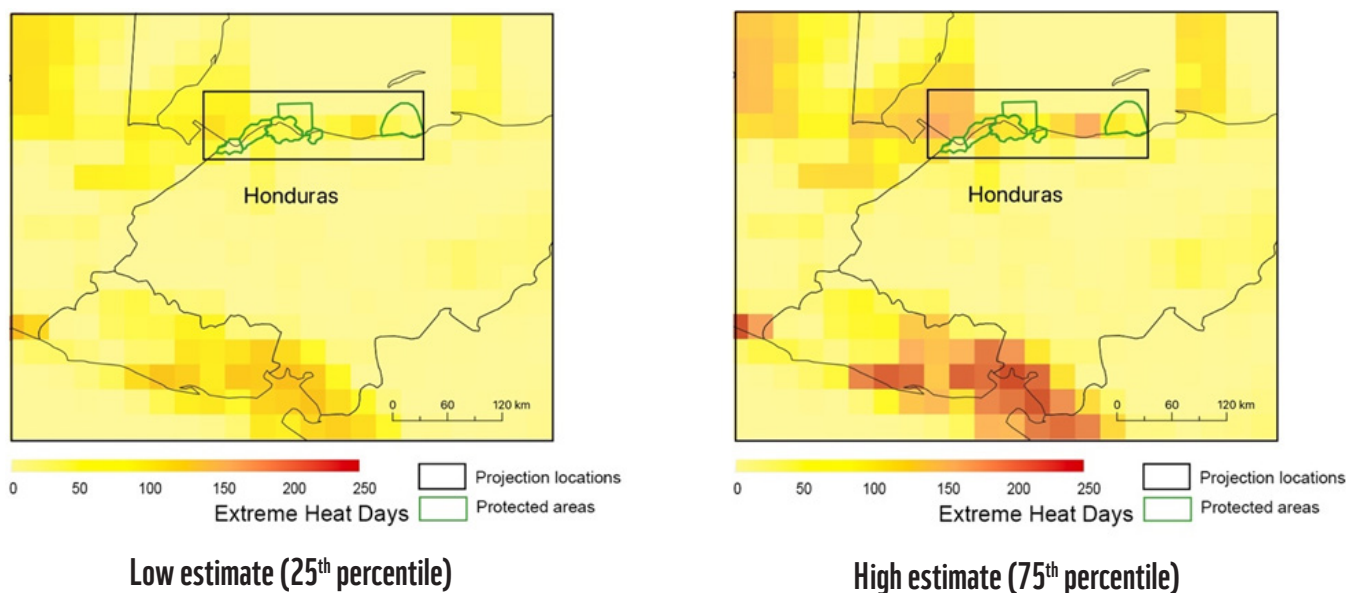 Honduras
0 60 120 km
0 50 100 150 200 250
Extreme Heat Days
Projection locations
Protected areas
Low estimate (25th percentile)
Honduras
0 60 120 km
0 50 100 150 200 250
Extreme Heat Days
Projection locations
Protected areas
High estimate (75th percentile)